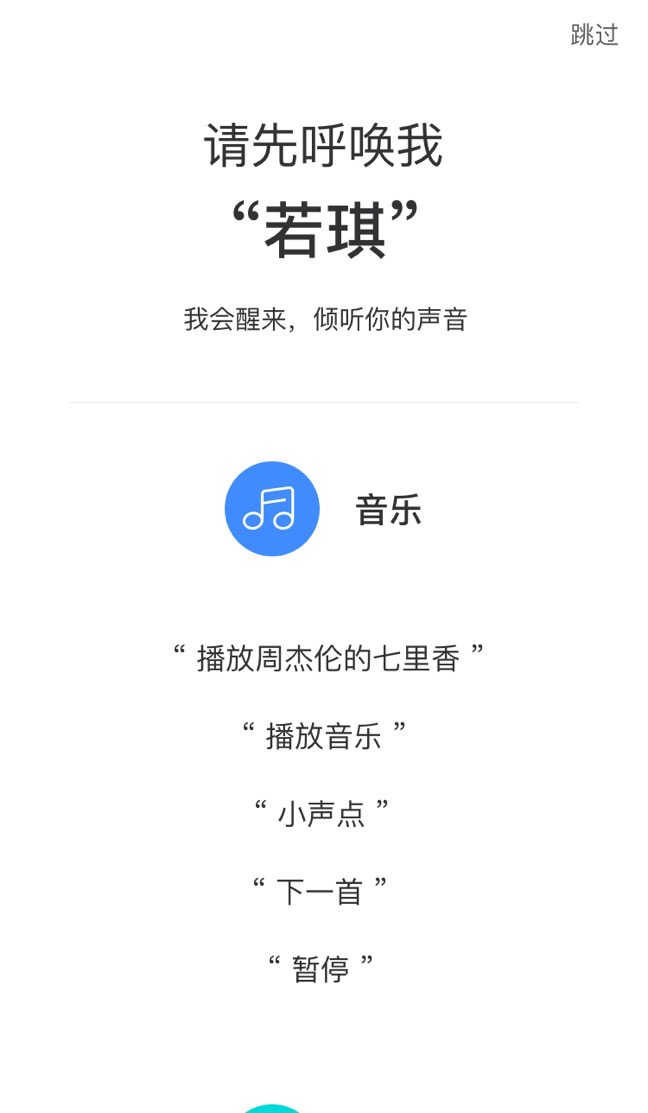 跳过
请先呼唤我
“若琪”
我会醒来，倾听你的声音
音乐
“ 播放周杰伦的七里香 ”
“ 播放音乐 ”
“ 小声点 ”
“ 下一首 ”
“ 暂停 ”